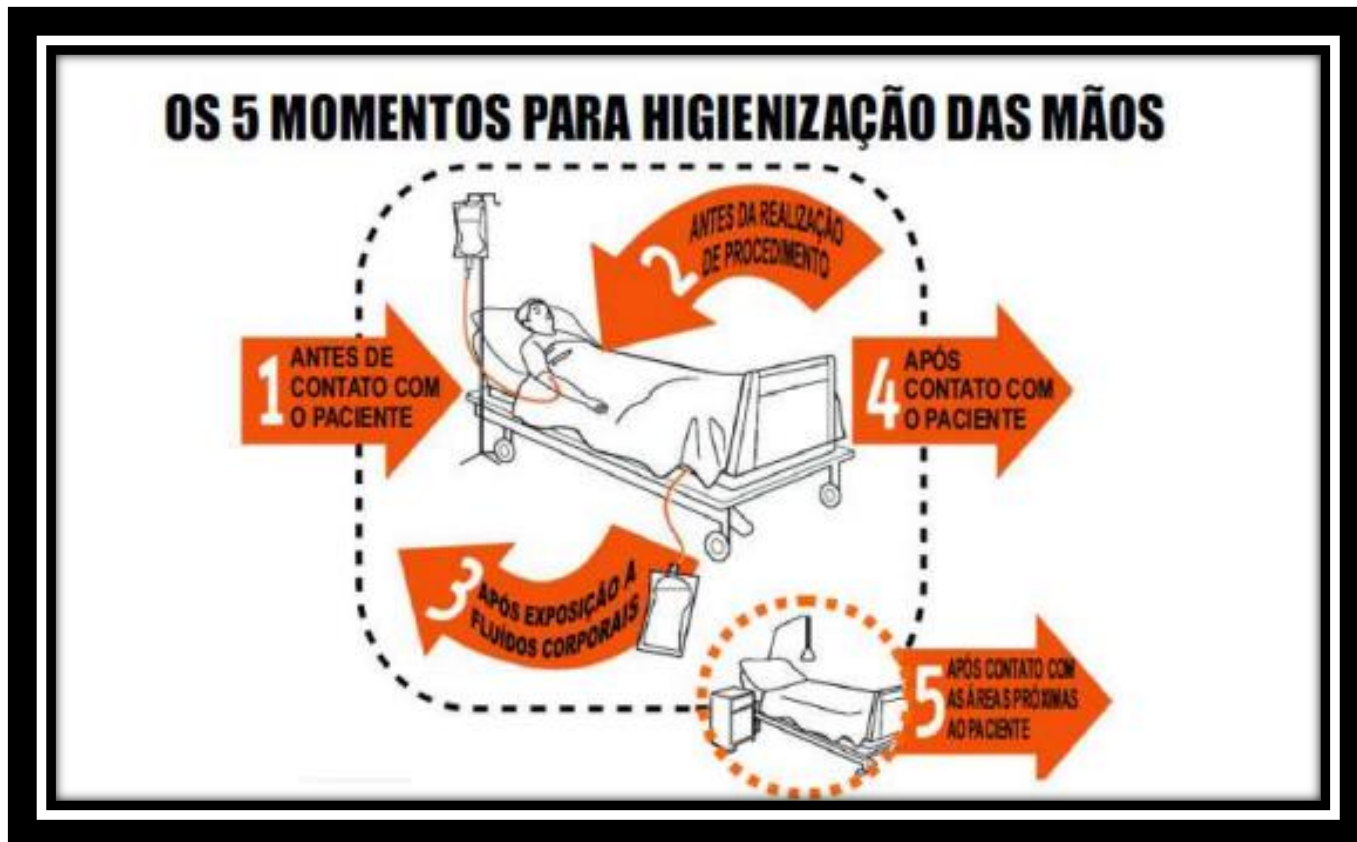 OS 5 MOMENTOS PARA HIGIENIZAÇÃO DAS MÃOS
1
ANTES DE
CONTATO COM
O PACIENTE
2
ANTES DA REALIZAÇÃO
DE PROCEDIMENTO
3
APÓS EXPOSIÇÃO A
FLUÍDOS CORPORAIS
4
APÓS
CONTATO COM
O PACIENTE
5
APÓS CONTATO COM
AS ÁREAS PRÓXIMAS
AO PACIENTE